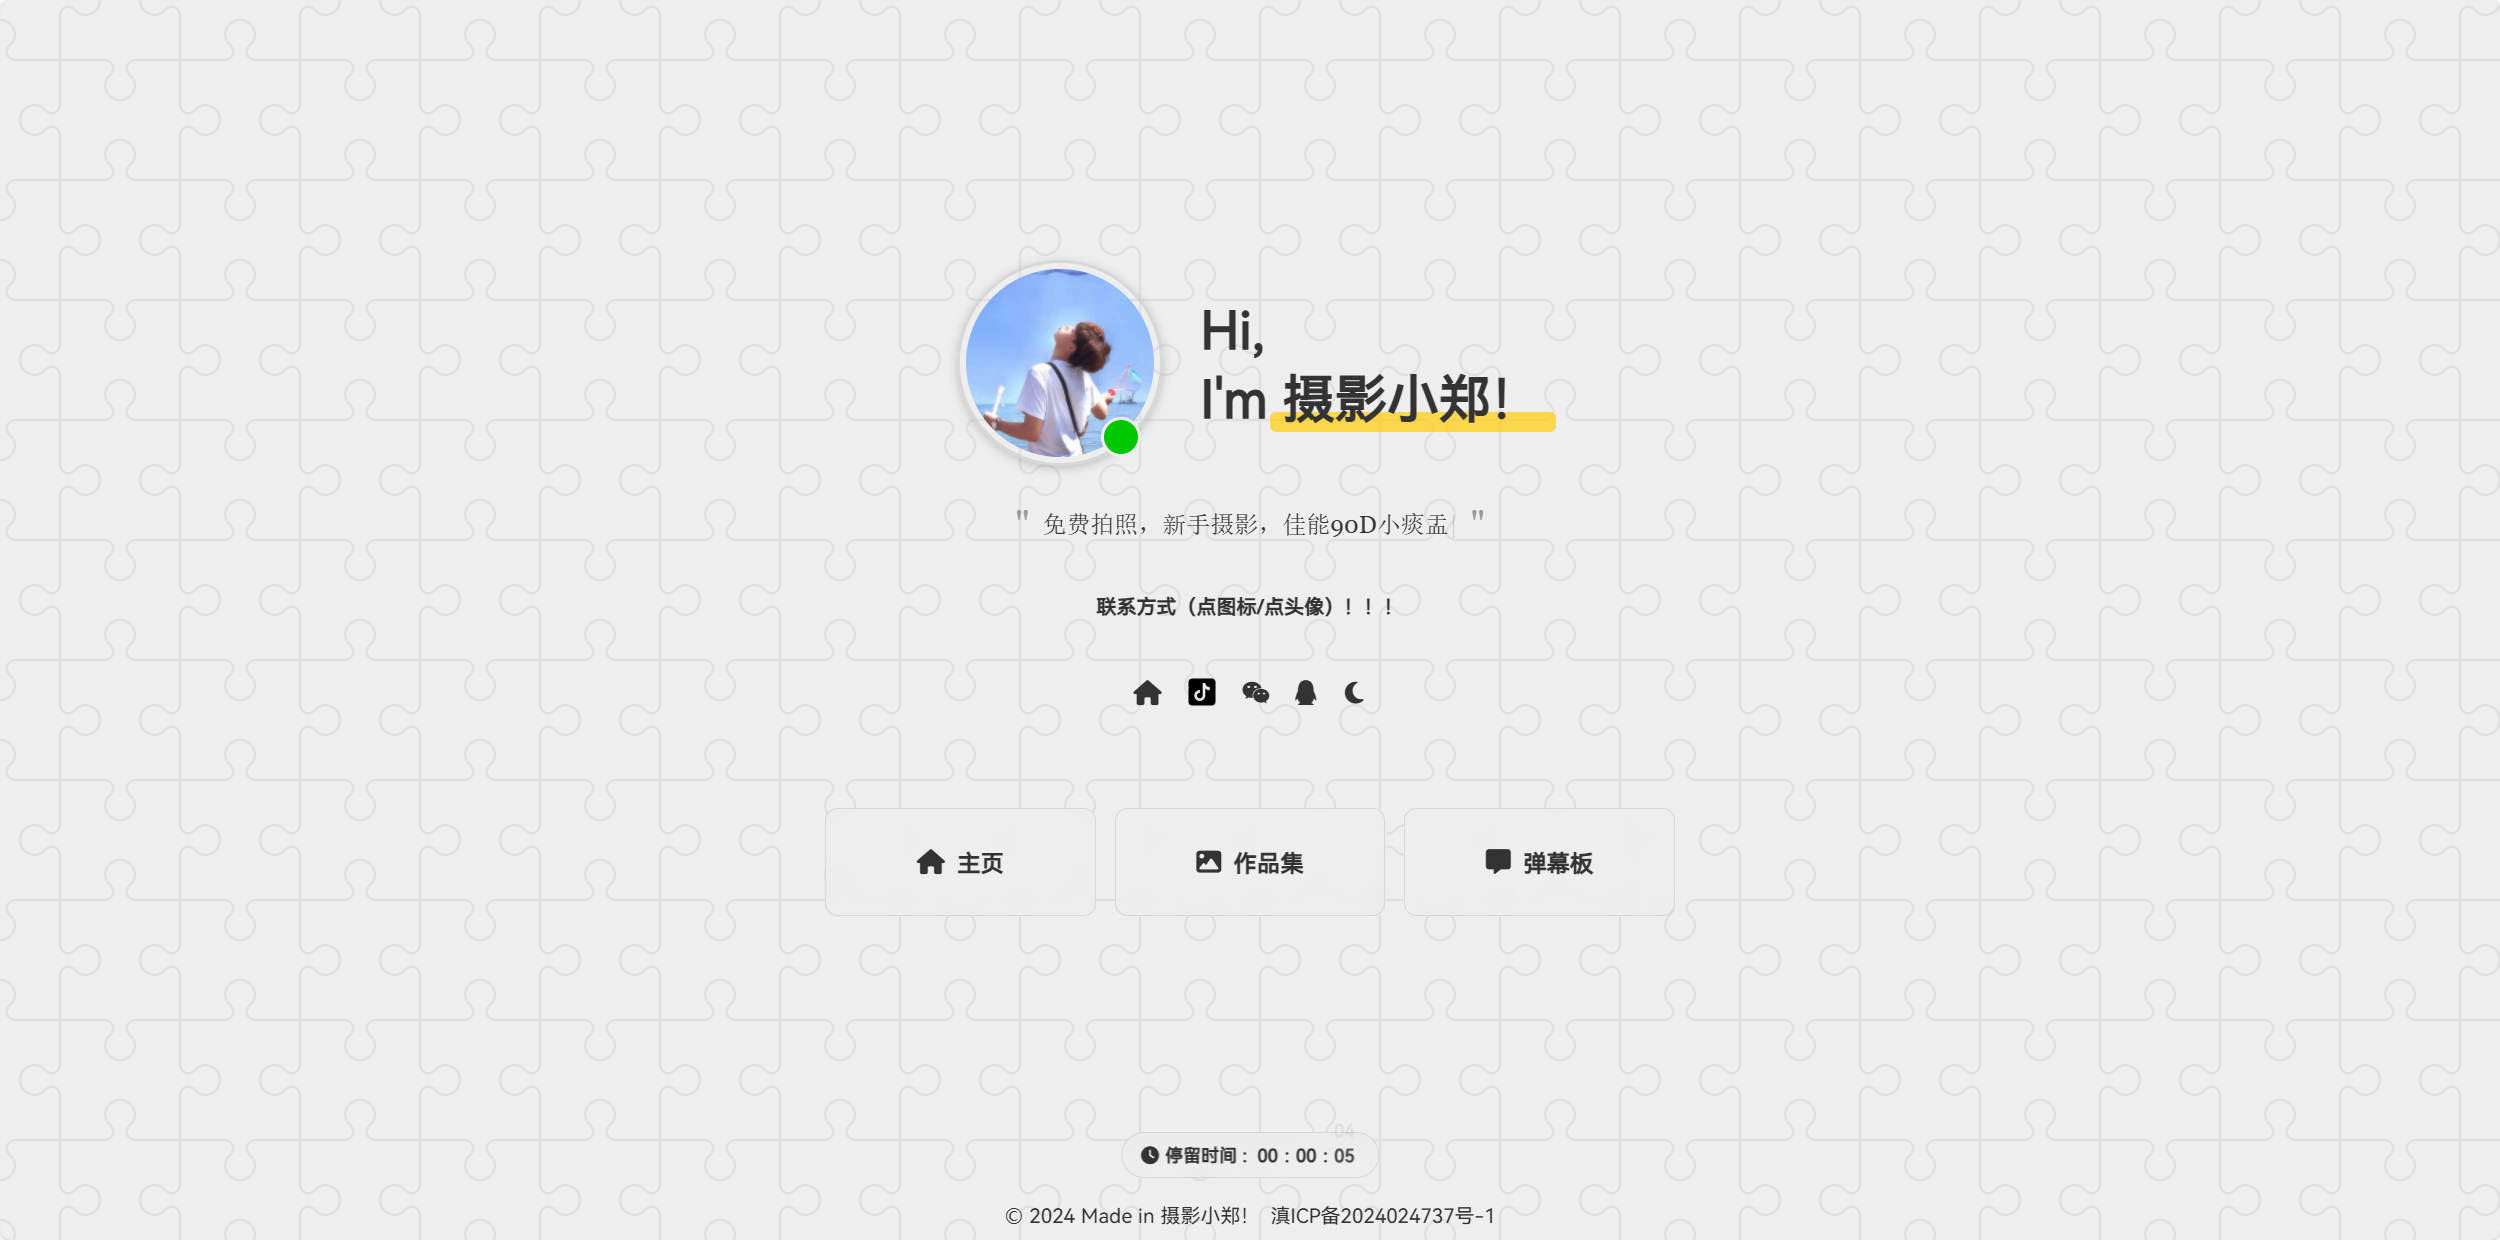 Hi,
I'm 摄影小郑！
" 免费拍照，新手摄影，佳能90D小痰盂 "
联系方式（点图标/点头像）！！！
主页
作品集
弹幕板
04
停留时间 : 00 : 00 : 05
© 2024 Made in 摄影小郑！ 滇ICP备2024024737号-1